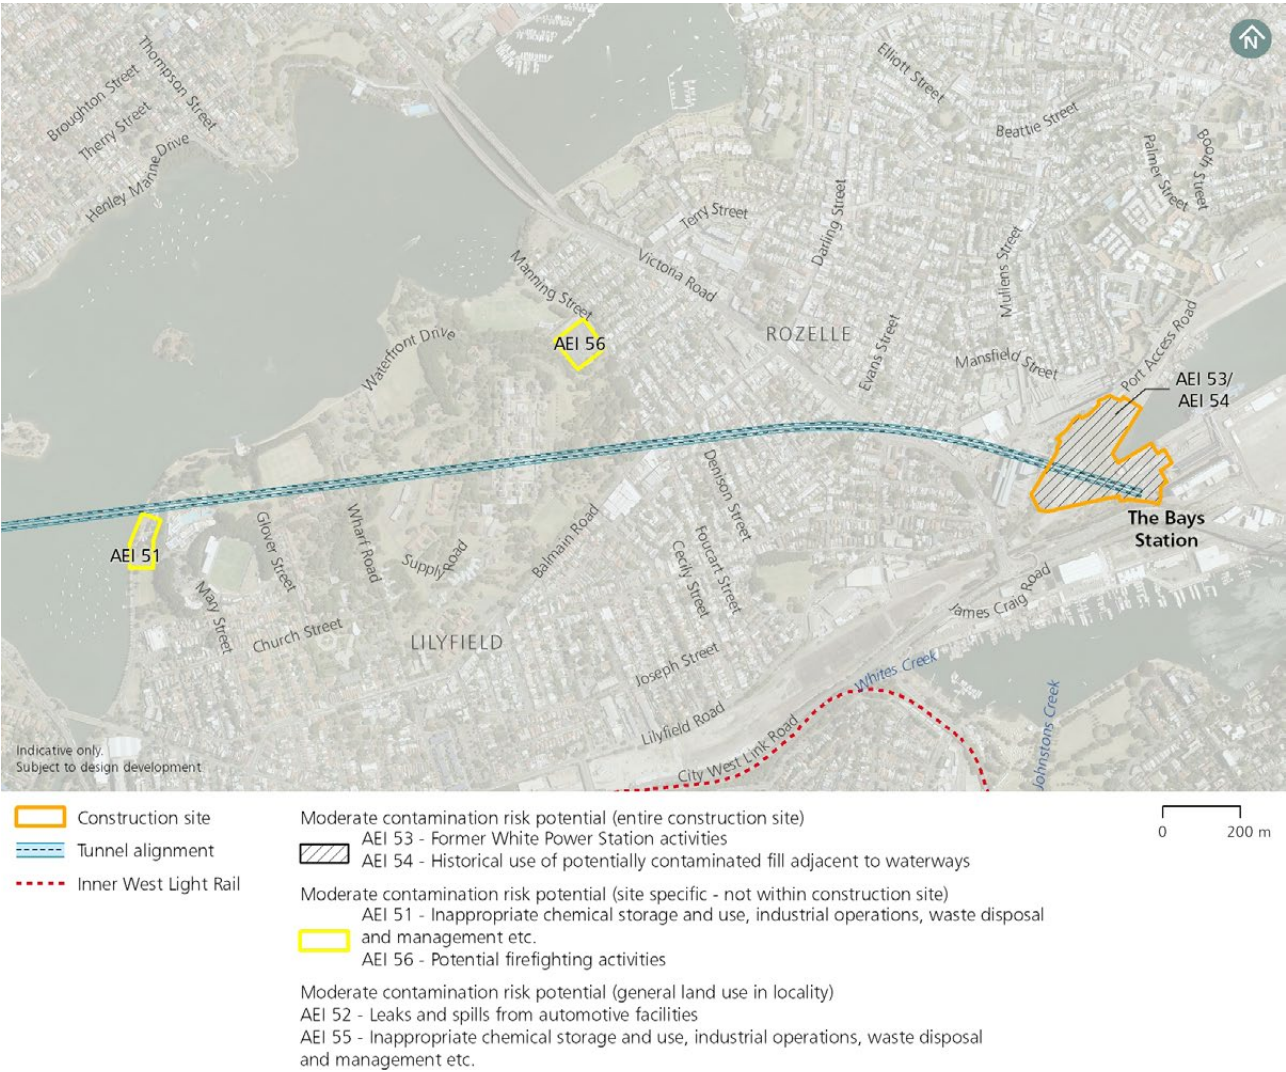 N
Thompson Street
Broughton Street
Therry Street
Henley Marine Drive
Elliott Street
Beattie Street
Palmer Street
Booth Street
Terry Street
Darling Street
Mullens Street
Victoria Road
Manning Street
ROZELLE
Port Access Road
Waterfront Drive
AEI 56
Evans Street
Mansfield Street
AEI 53/
AEI 54
Denison Street
The Bays
Station
AEI 51
Glover Street
Wharf Road
Supply Road
Balmain Road
Foucart Street
Cecily Street
Mary Street
Church Street
LILYFIELD
James Craig Road
Joseph Street
Whites Creek
Johnstons Creek
Lilyfield Road
City West Link Road
Indicative only.
Subject to design development
Construction site
Tunnel alignment
Inner West Light Rail
Moderate contamination risk potential (entire construction site)
AEI 53 - Former White Power Station activities
AEI 54 - Historical use of potentially contaminated fill adjacent to waterways
Moderate contamination risk potential (site specific - not within construction site)
AEI 51 - Inappropriate chemical storage and use, industrial operations, waste disposal
and management etc.
AEI 56 - Potential firefighting activities
Moderate contamination risk potential (general land use in locality)
AEI 52 - Leaks and spills from automotive facilities
AEI 55 - Inappropriate chemical storage and use, industrial operations, waste disposal
and management etc.
0 200 m